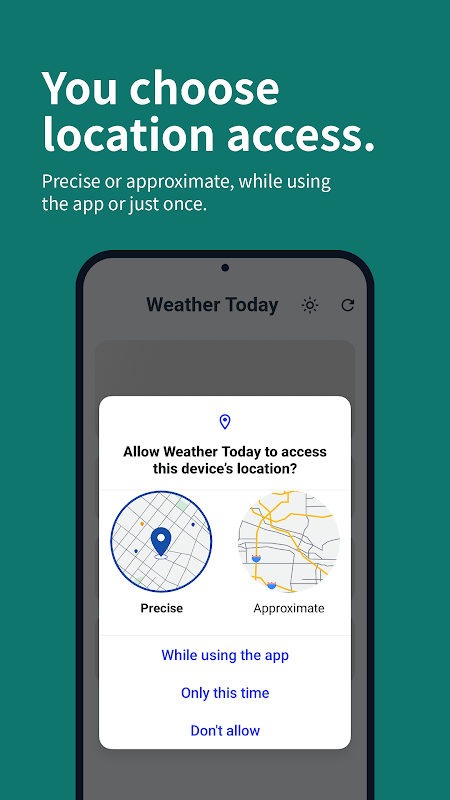 You choose
location access.
Precise or approximate, while using
the app or just once.
Weather Today
Allow Weather Today to access
this device's location?
Precise
Approximate
While using the app
Only this time
Don't allow